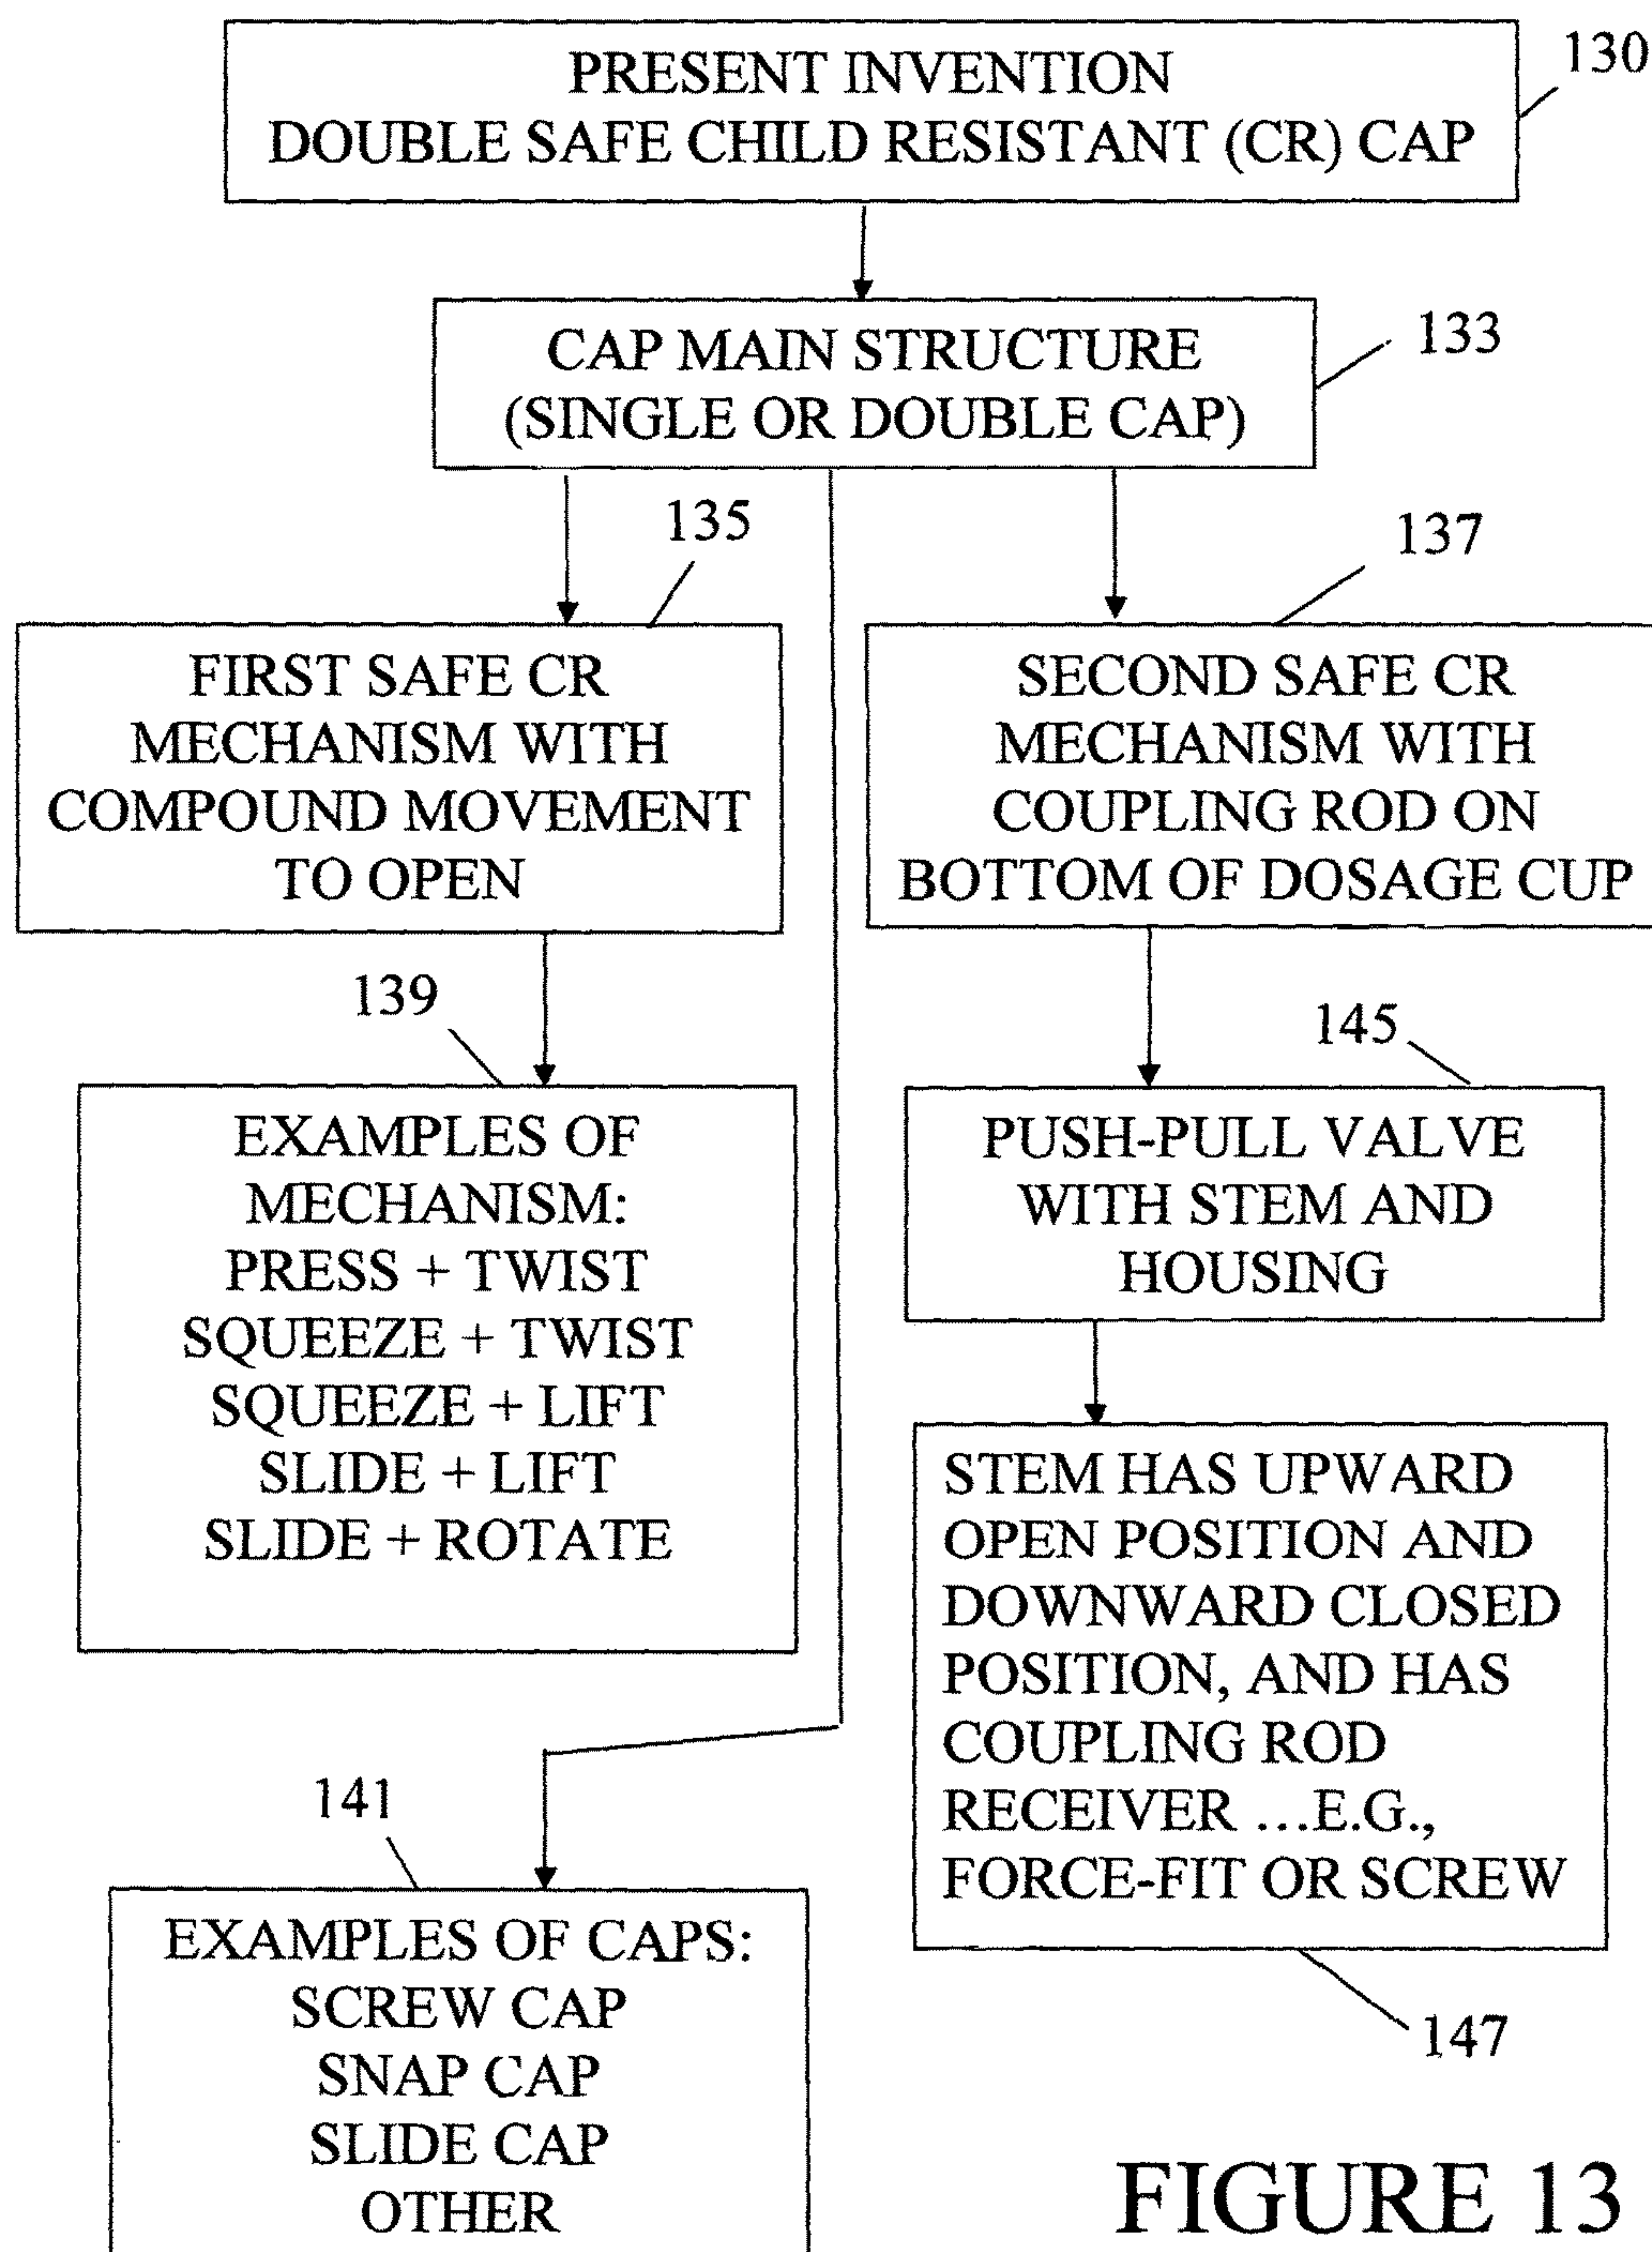 PRESENT INVENTION
DOUBLE SAFE CHILD RESISTANT (CR) CAP
130
CAP MAIN STRUCTURE
(SINGLE OR DOUBLE CAP)
133
135
FIRST SAFE CR
MECHANISM WITH
COMPOUND MOVEMENT
TO OPEN
137
SECOND SAFE CR
MECHANISM WITH
COUPLING ROD ON
BOTTOM OF DOSAGE CUP
139
EXAMPLES OF
MECHANISM:
PRESS + TWIST
SQUEEZE + TWIST
SQUEEZE + LIFT
SLIDE + LIFT
SLIDE + ROTATE
145
PUSH-PULL VALVE
WITH STEM AND
HOUSING
STEM HAS UPWARD
OPEN POSITION AND
DOWNWARD CLOSED
POSITION, AND HAS
COUPLING ROD
RECEIVER ...E.G.,
FORCE-FIT OR SCREW
147
141
EXAMPLES OF CAPS:
SCREW CAP
SNAP CAP
SLIDE CAP
OTHER
FIGURE 13